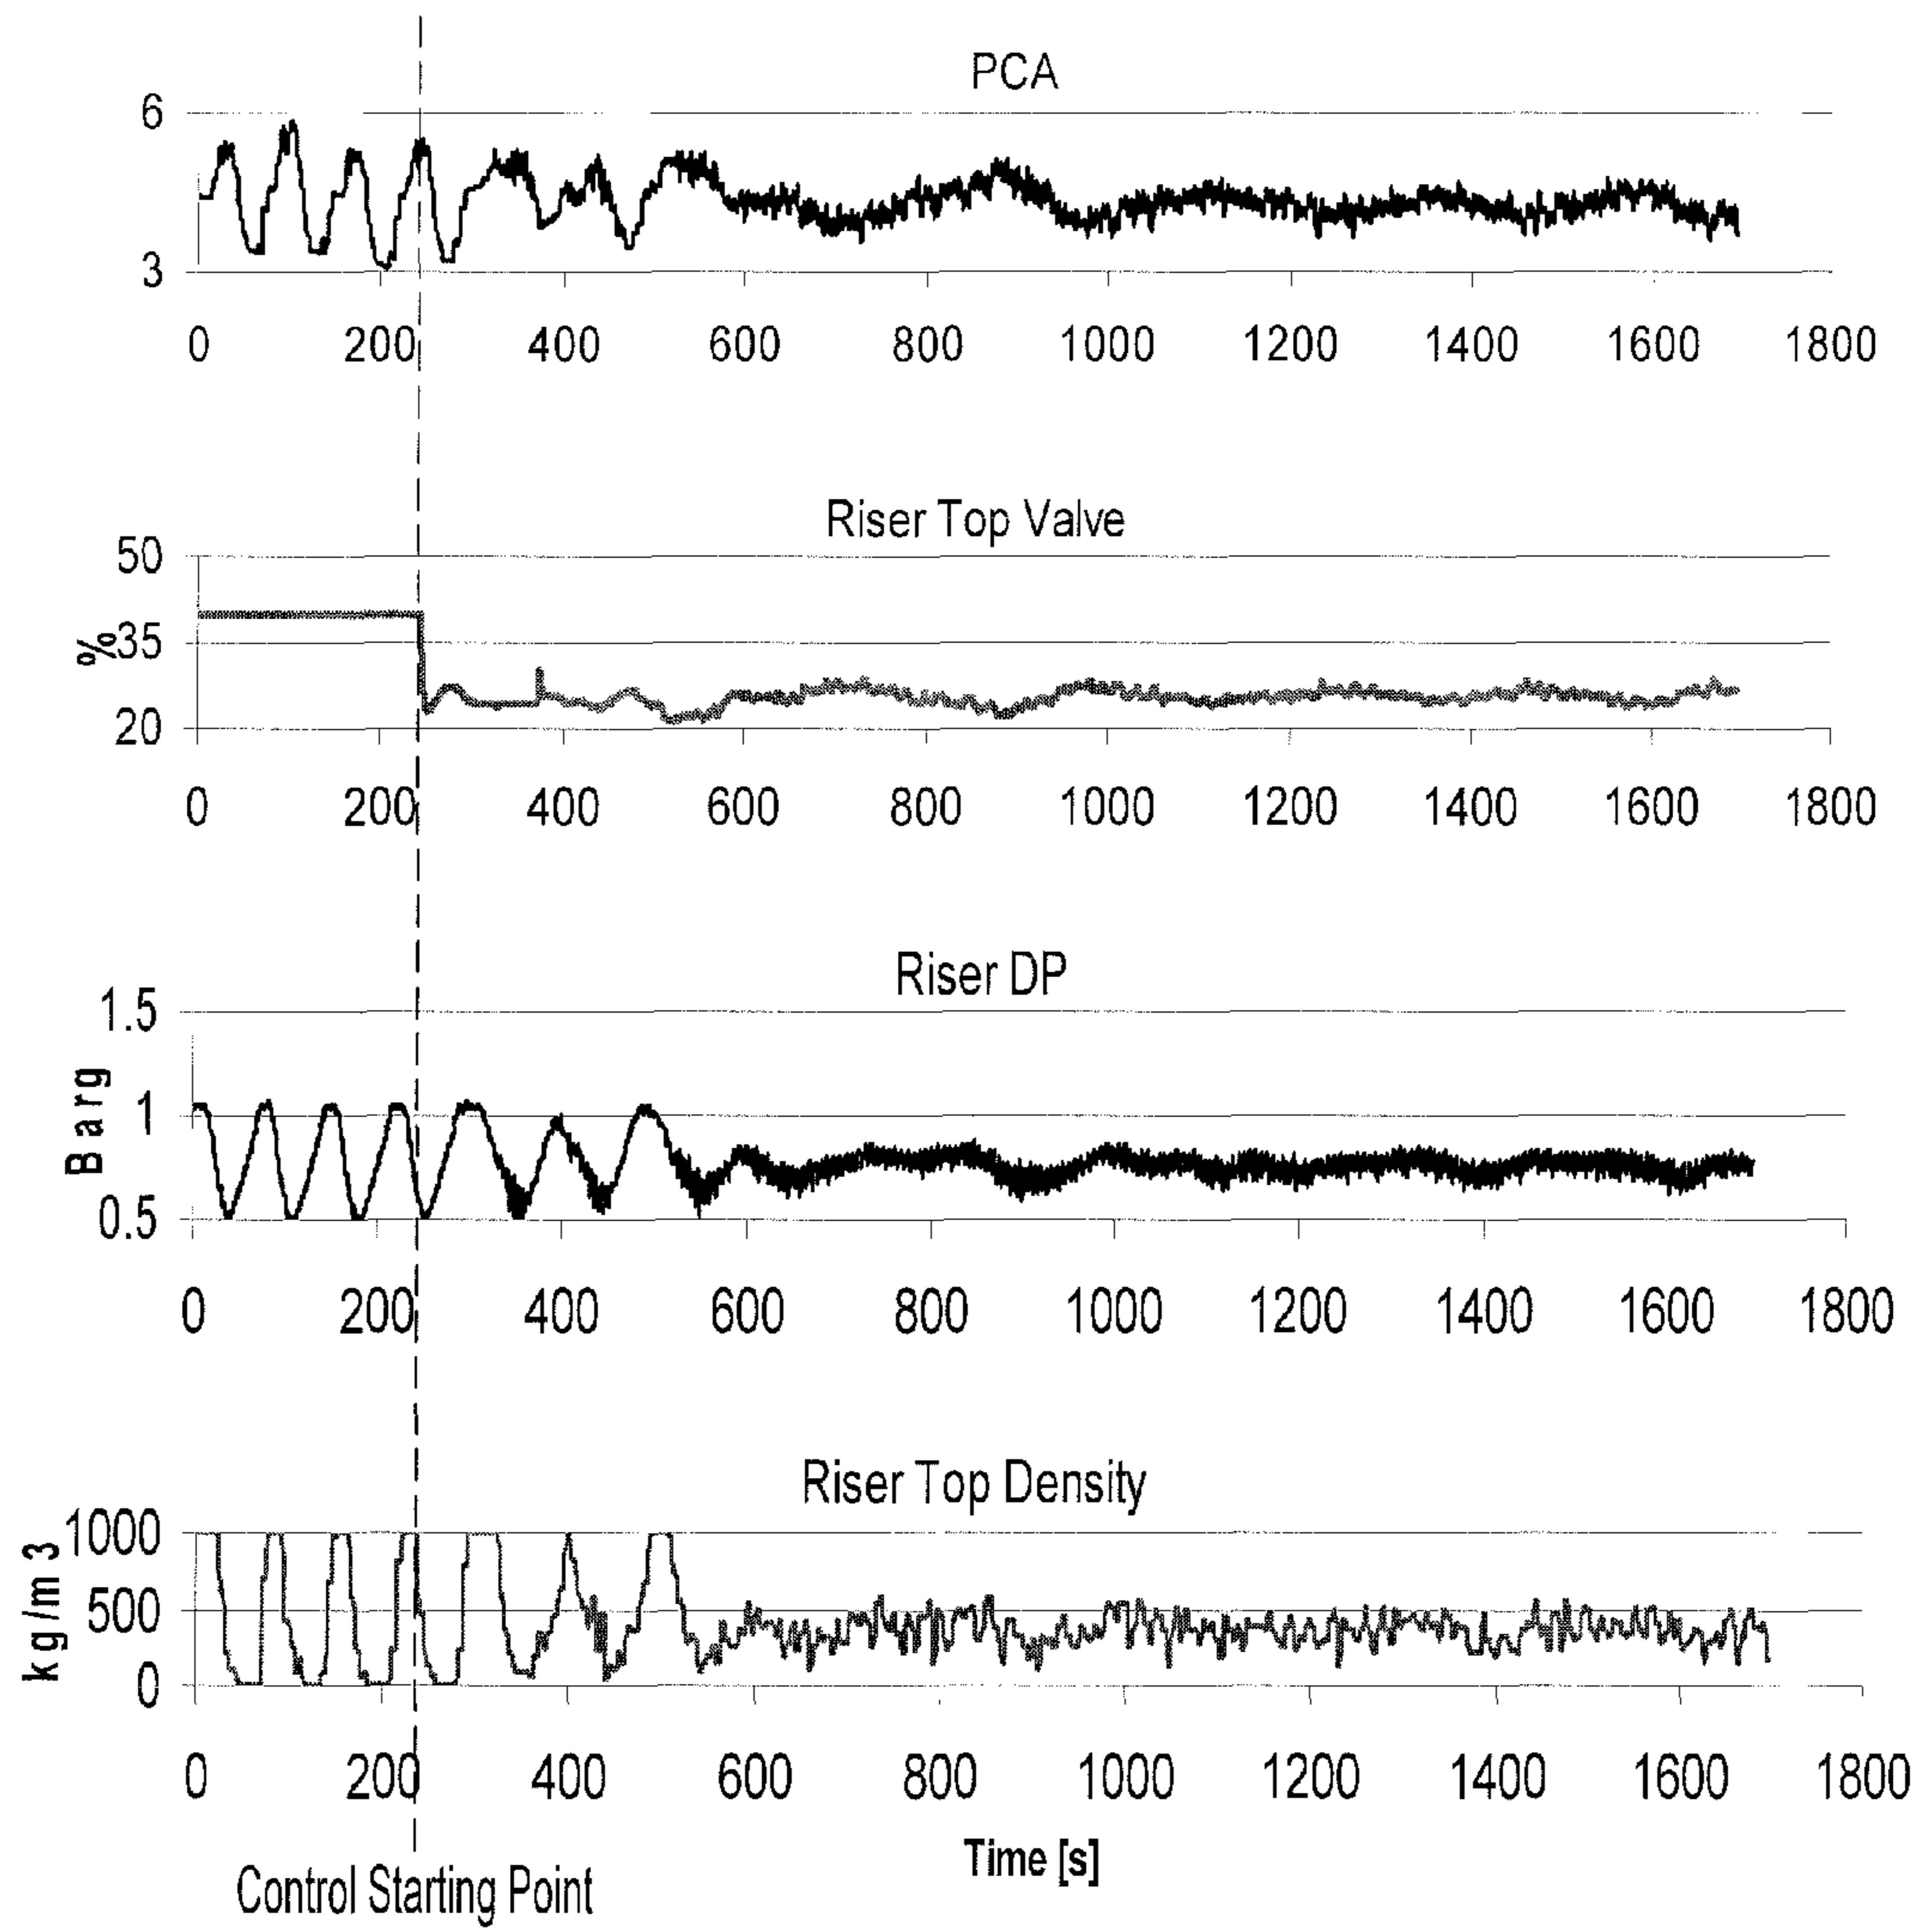 PCA
6
3
0 200 400 600 800 1000 1200 1400 1600 1800
Riser Top Valve
50
35
20
%
0 200 400 600 800 1000 1200 1400 1600 1800
Riser DP
1.5
1
0.5
Barg
0 200 400 600 800 1000 1200 1400 1600 1800
Riser Top Density
1000
500
0
kg/m3
0 200 400 600 800 1000 1200 1400 1600 1800
Time [s]
Control Starting Point